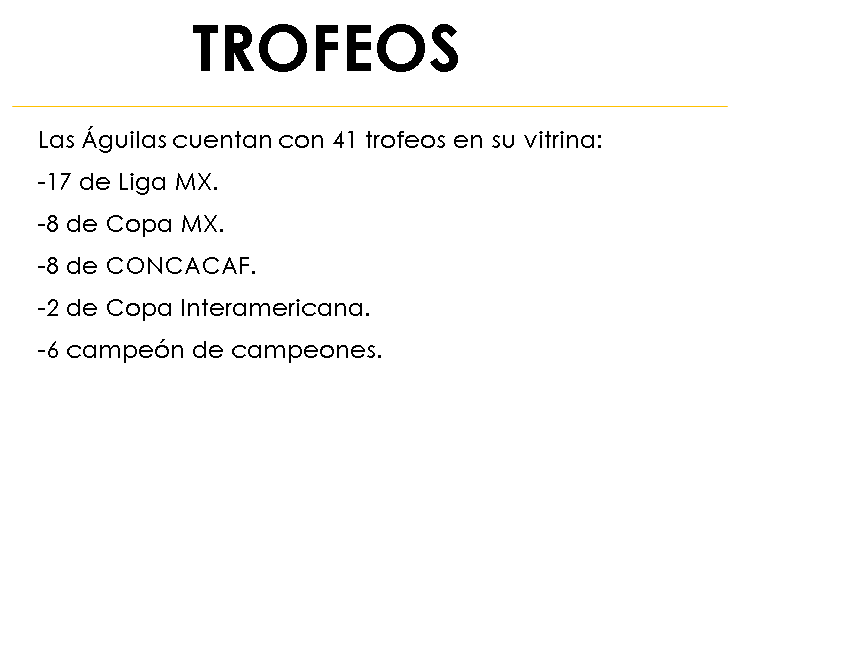 TROFEOS
Las Águilas cuentan con 41 trofeos en su vitrina:
-17 de Liga MX.
-8 de Copa MX.
-8 de CONCACAF.
-2 de Copa Interamericana.
-6 campeón de campeones.